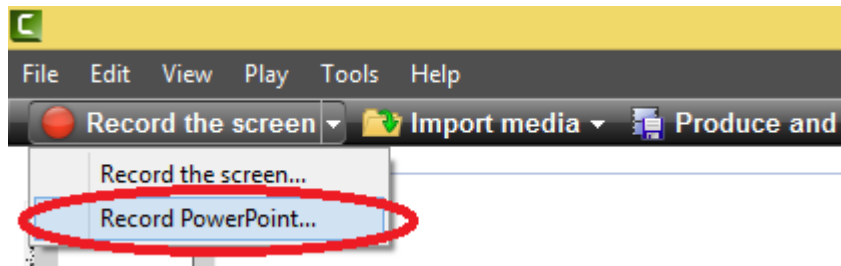 File Edit View Play Tools Help
Record the screen Import media Produce and
Record the screen...
Record PowerPoint...